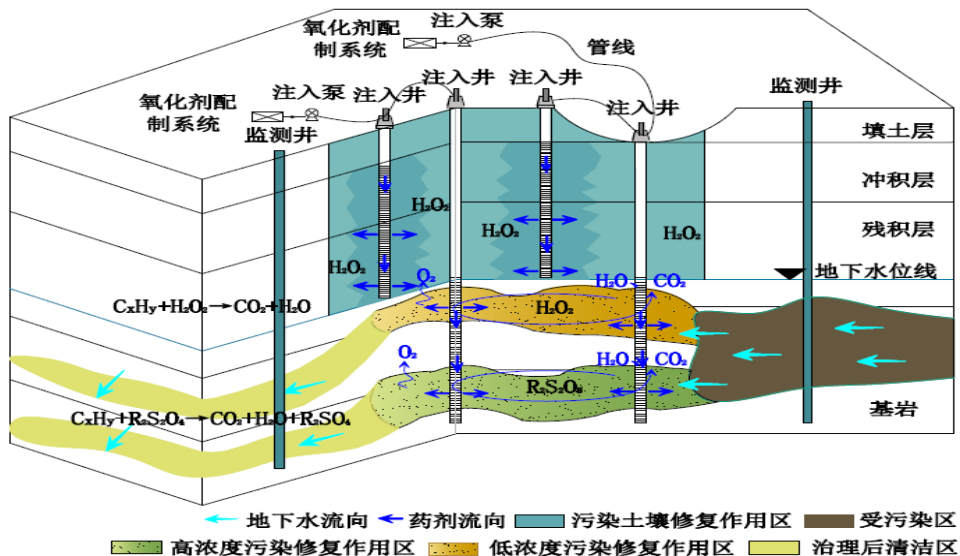 氧化剂配
制系统
注入泵
管线
注入井
注入井
注入井
注入井
监测井
氧化剂配
制系统
注入泵
监测井
填土层
冲积层
残积层
地下水位线
基岩
H₂O₂
H₂O₂
H₂O₂
H₂O₂
O₂
H₂O
CO₂
H₂O₂
CxHy+H₂O₂→CO₂+H₂O
O₂
H₂O
CO₂
R₂S₂O₈
CxHy+R₂S₂O₄→CO₂+H₂O+R₂SO₄
地下水流向
药剂流向
污染土壤修复作用区
受污染区
高浓度污染修复作用区
低浓度污染修复作用区
治理后清洁区